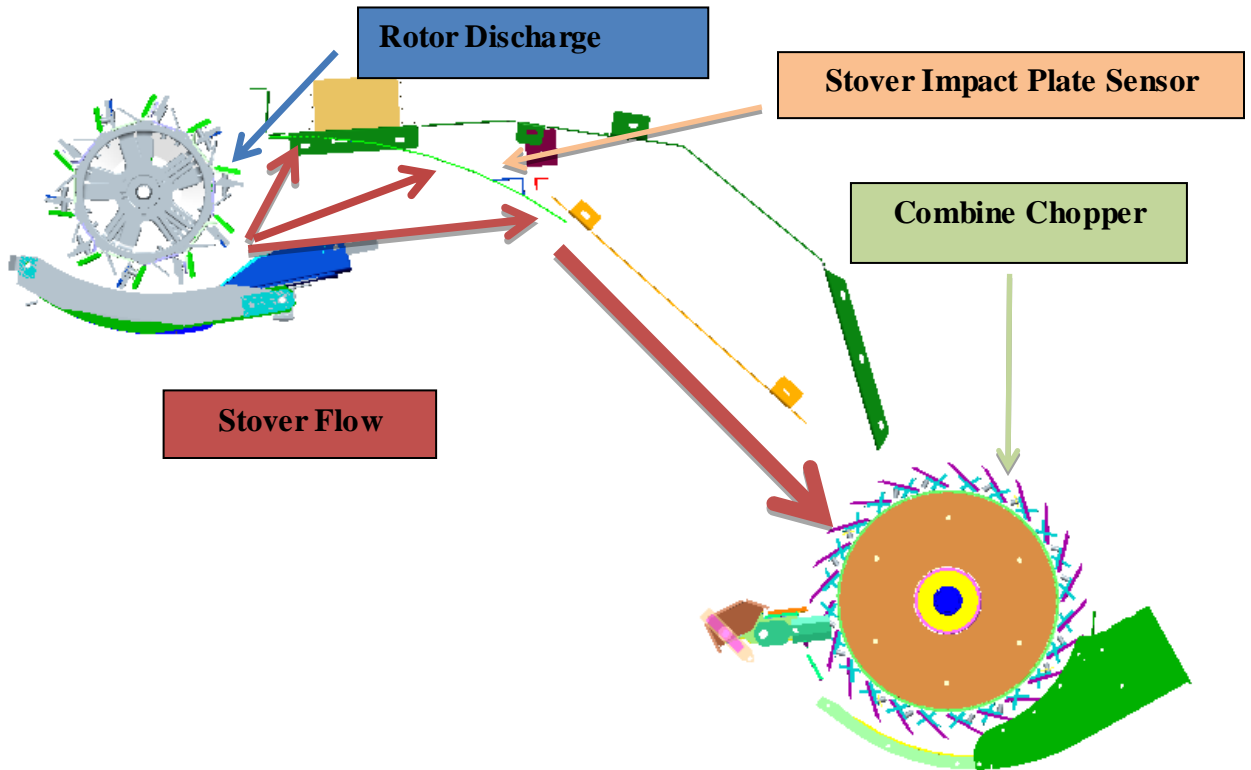 Rotor Discharge
Stover Impact Plate Sensor
Combine Chopper
Stover Flow